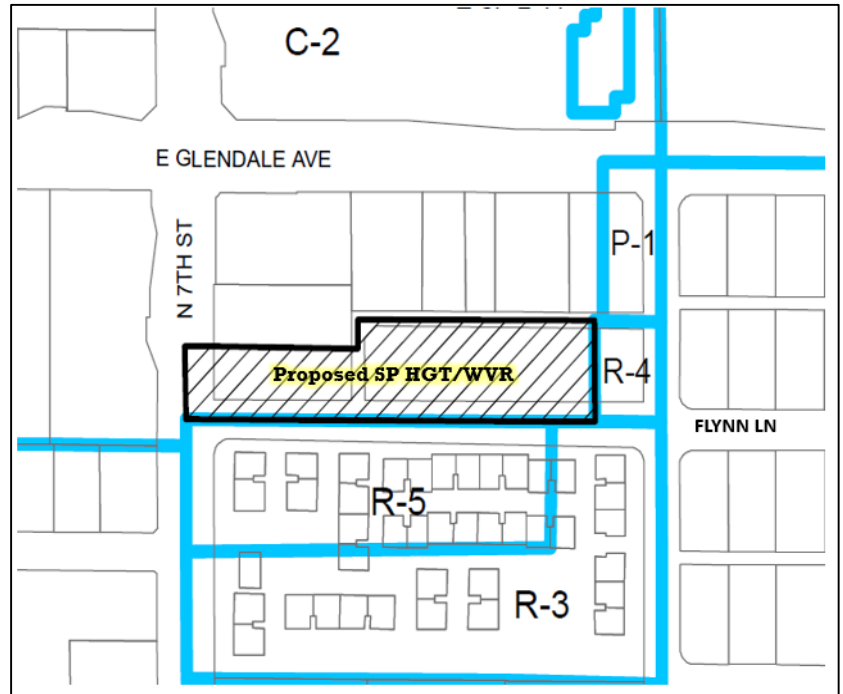 C-2
E GLENDALE AVE
N 7TH ST
P-1
Proposed SP HGT/WVR
R-4
FLYNN LN
R-5
R-3